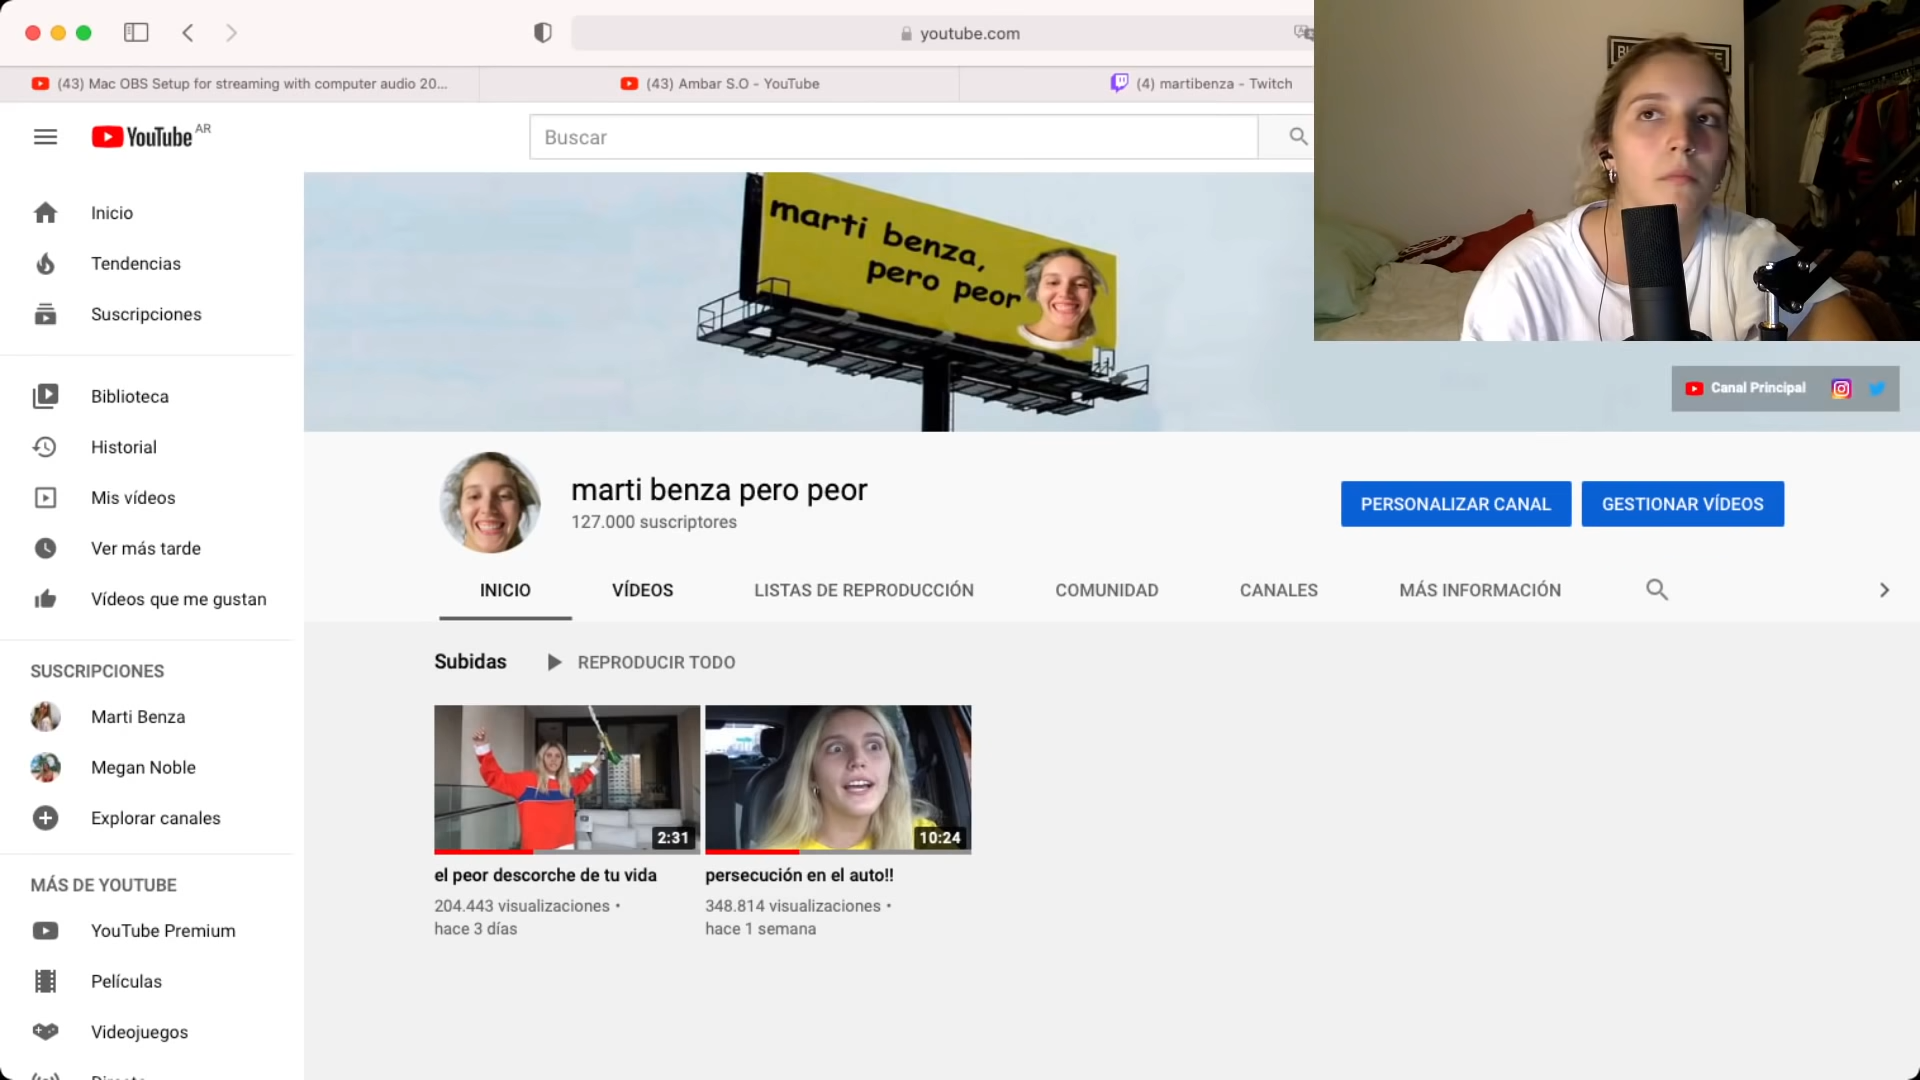 youtube.com
(43) Mac OBS Setup for streaming with computer audio 20...
(43) Ambar S.O - YouTube
(4) martibenza - Twitch
YouTube AR
Buscar
Inicio
Tendencias
Suscripciones
Biblioteca
Historial
Mis vídeos
Ver más tarde
Vídeos que me gustan
SUSCRIPCIONES
Marti Benza
Megan Noble
Explorar canales
MÁS DE YOUTUBE
YouTube Premium
Películas
Videojuegos
marti benza,
pero peor
Canal Principal
marti benza pero peor
127.000 suscriptores
PERSONALIZAR CANAL
GESTIONAR VÍDEOS
INICIO
VÍDEOS
LISTAS DE REPRODUCCIÓN
COMUNIDAD
CANALES
MÁS INFORMACIÓN
Subidas
REPRODUCIR TODO
2:31
10:24
el peor descorche de tu vida
204.443 visualizaciones •
hace 3 días
persecución en el auto!!
348.814 visualizaciones •
hace 1 semana